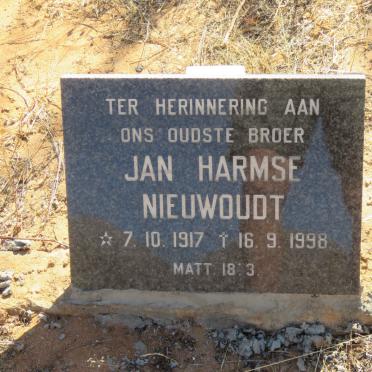 TER HERINNERING AAN
ONS OUDSTE BROER
JAN HARMSE
NIEUWOUDT
☆ 7. 10. 1917 † 16. 9. 1998
MATT. 18:3